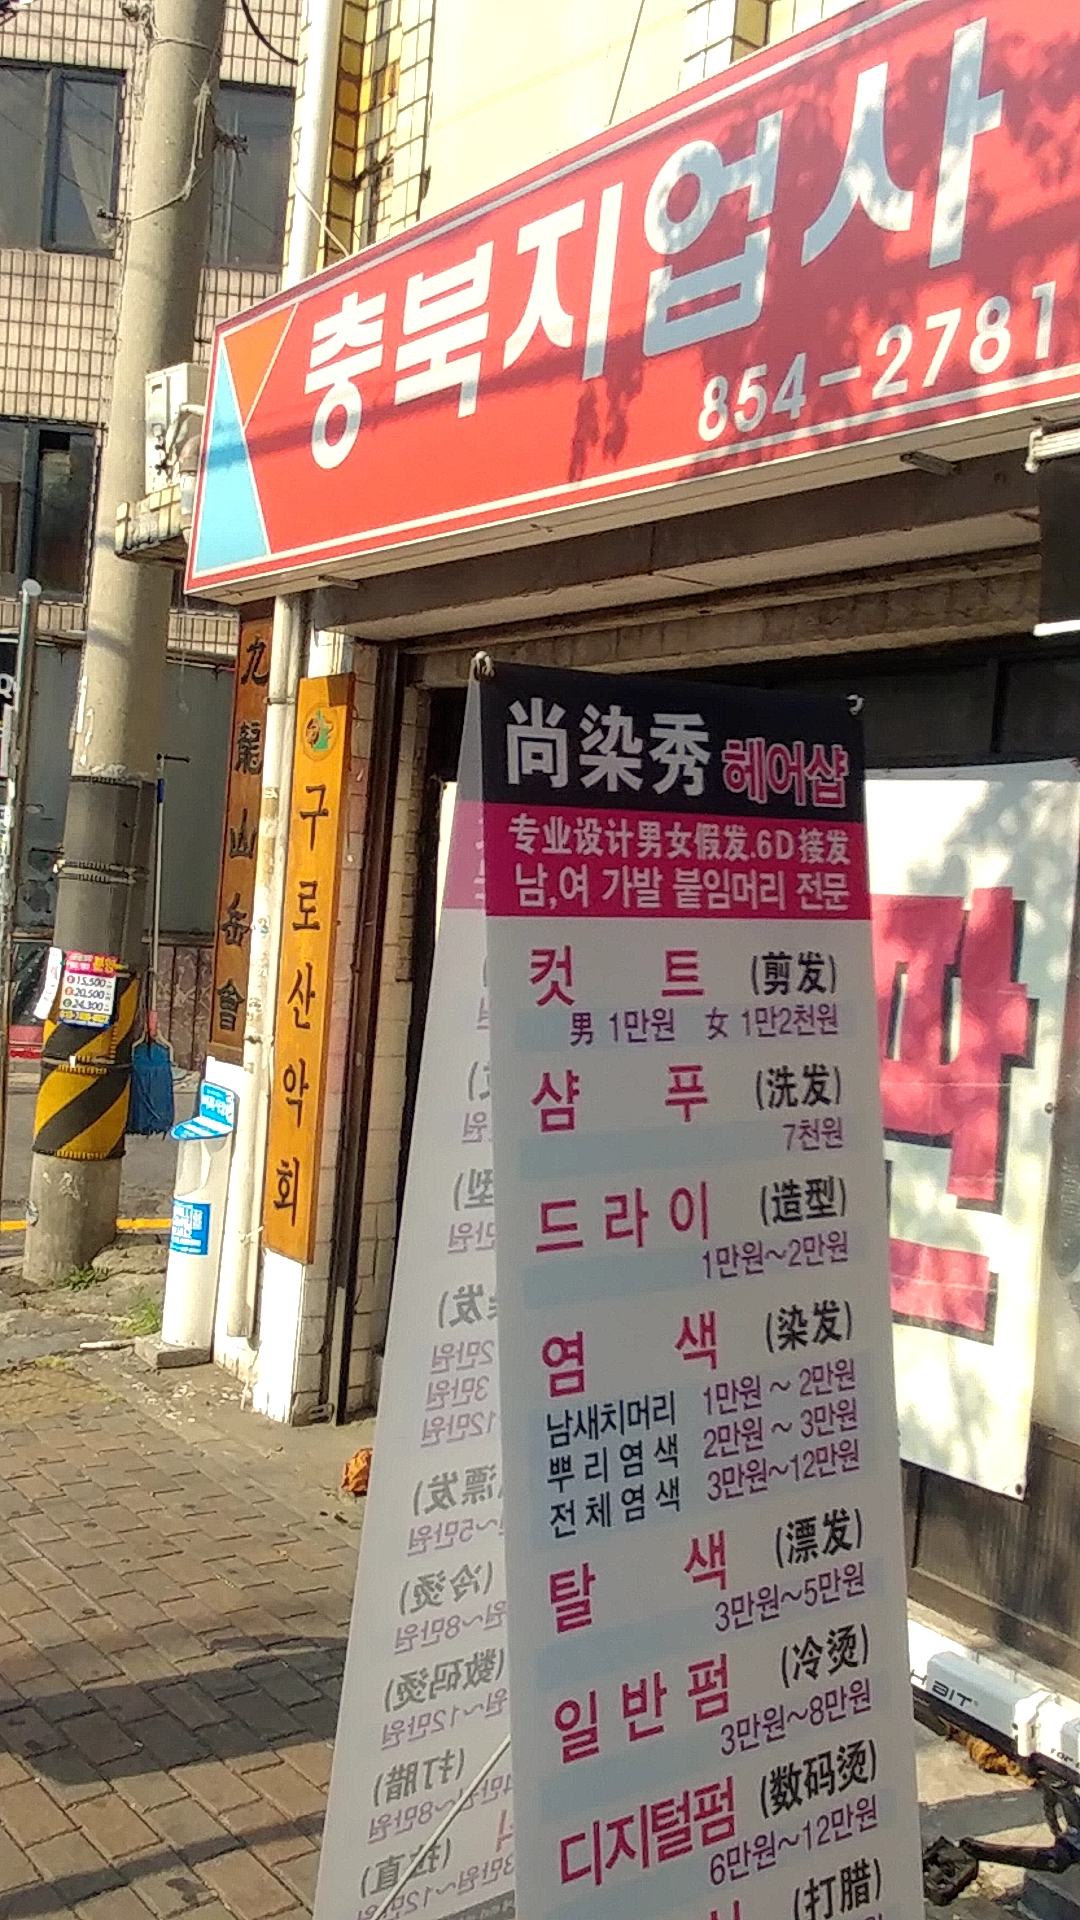 충북지업사
854-2781
九龍山岳會
구로산악회
尚染秀 헤어샵
专业设计男女假发.6D接发
남,여 가발 붙임머리 전문
컷트 (剪发)
男 1만원 女 1만2천원
샴푸 (洗发)
7천원
드라이 (造型)
1만원~2만원
염색 (染发)
남새치머리 1만원 ~ 2만원
뿌리염색 2만원 ~ 3만원
전체염색 3만원~12만원
탈색 (漂发)
3만원~5만원
일반펌 (冷烫)
3만원~8만원
디지털펌 (数码烫)
6만원~12만원
(打腊)
15,500
20,500
24,300